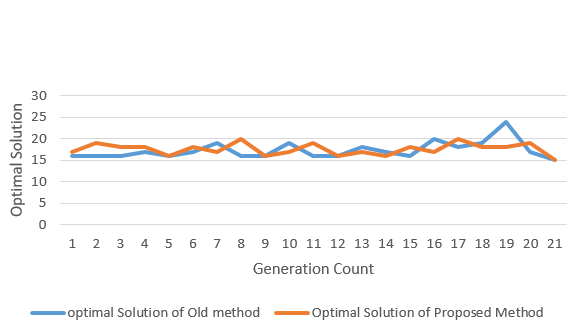 30
25
20
15
10
5
0
Optimal Solution
1 2 3 4 5 6 7 8 9 10 11 12 13 14 15 16 17 18 19 20 21
Generation Count
optimal Solution of Old method Optimal Solution of Proposed Method